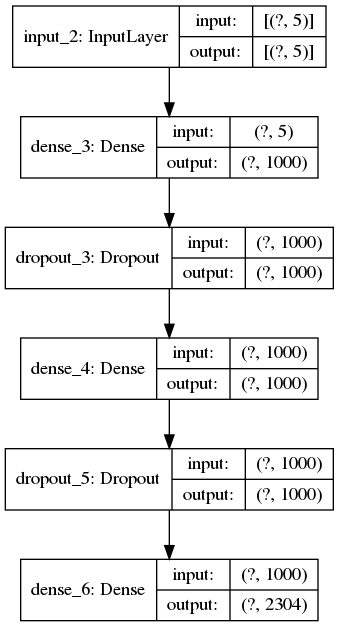 input_2: InputLayer
input: [(?, 5)]
output: [(?, 5)]
dense_3: Dense
input: (?, 5)
output: (?, 1000)
dropout_3: Dropout
input: (?, 1000)
output: (?, 1000)
dense_4: Dense
input: (?, 1000)
output: (?, 1000)
dropout_5: Dropout
input: (?, 1000)
output: (?, 1000)
dense_6: Dense
input: (?, 1000)
output: (?, 2304)